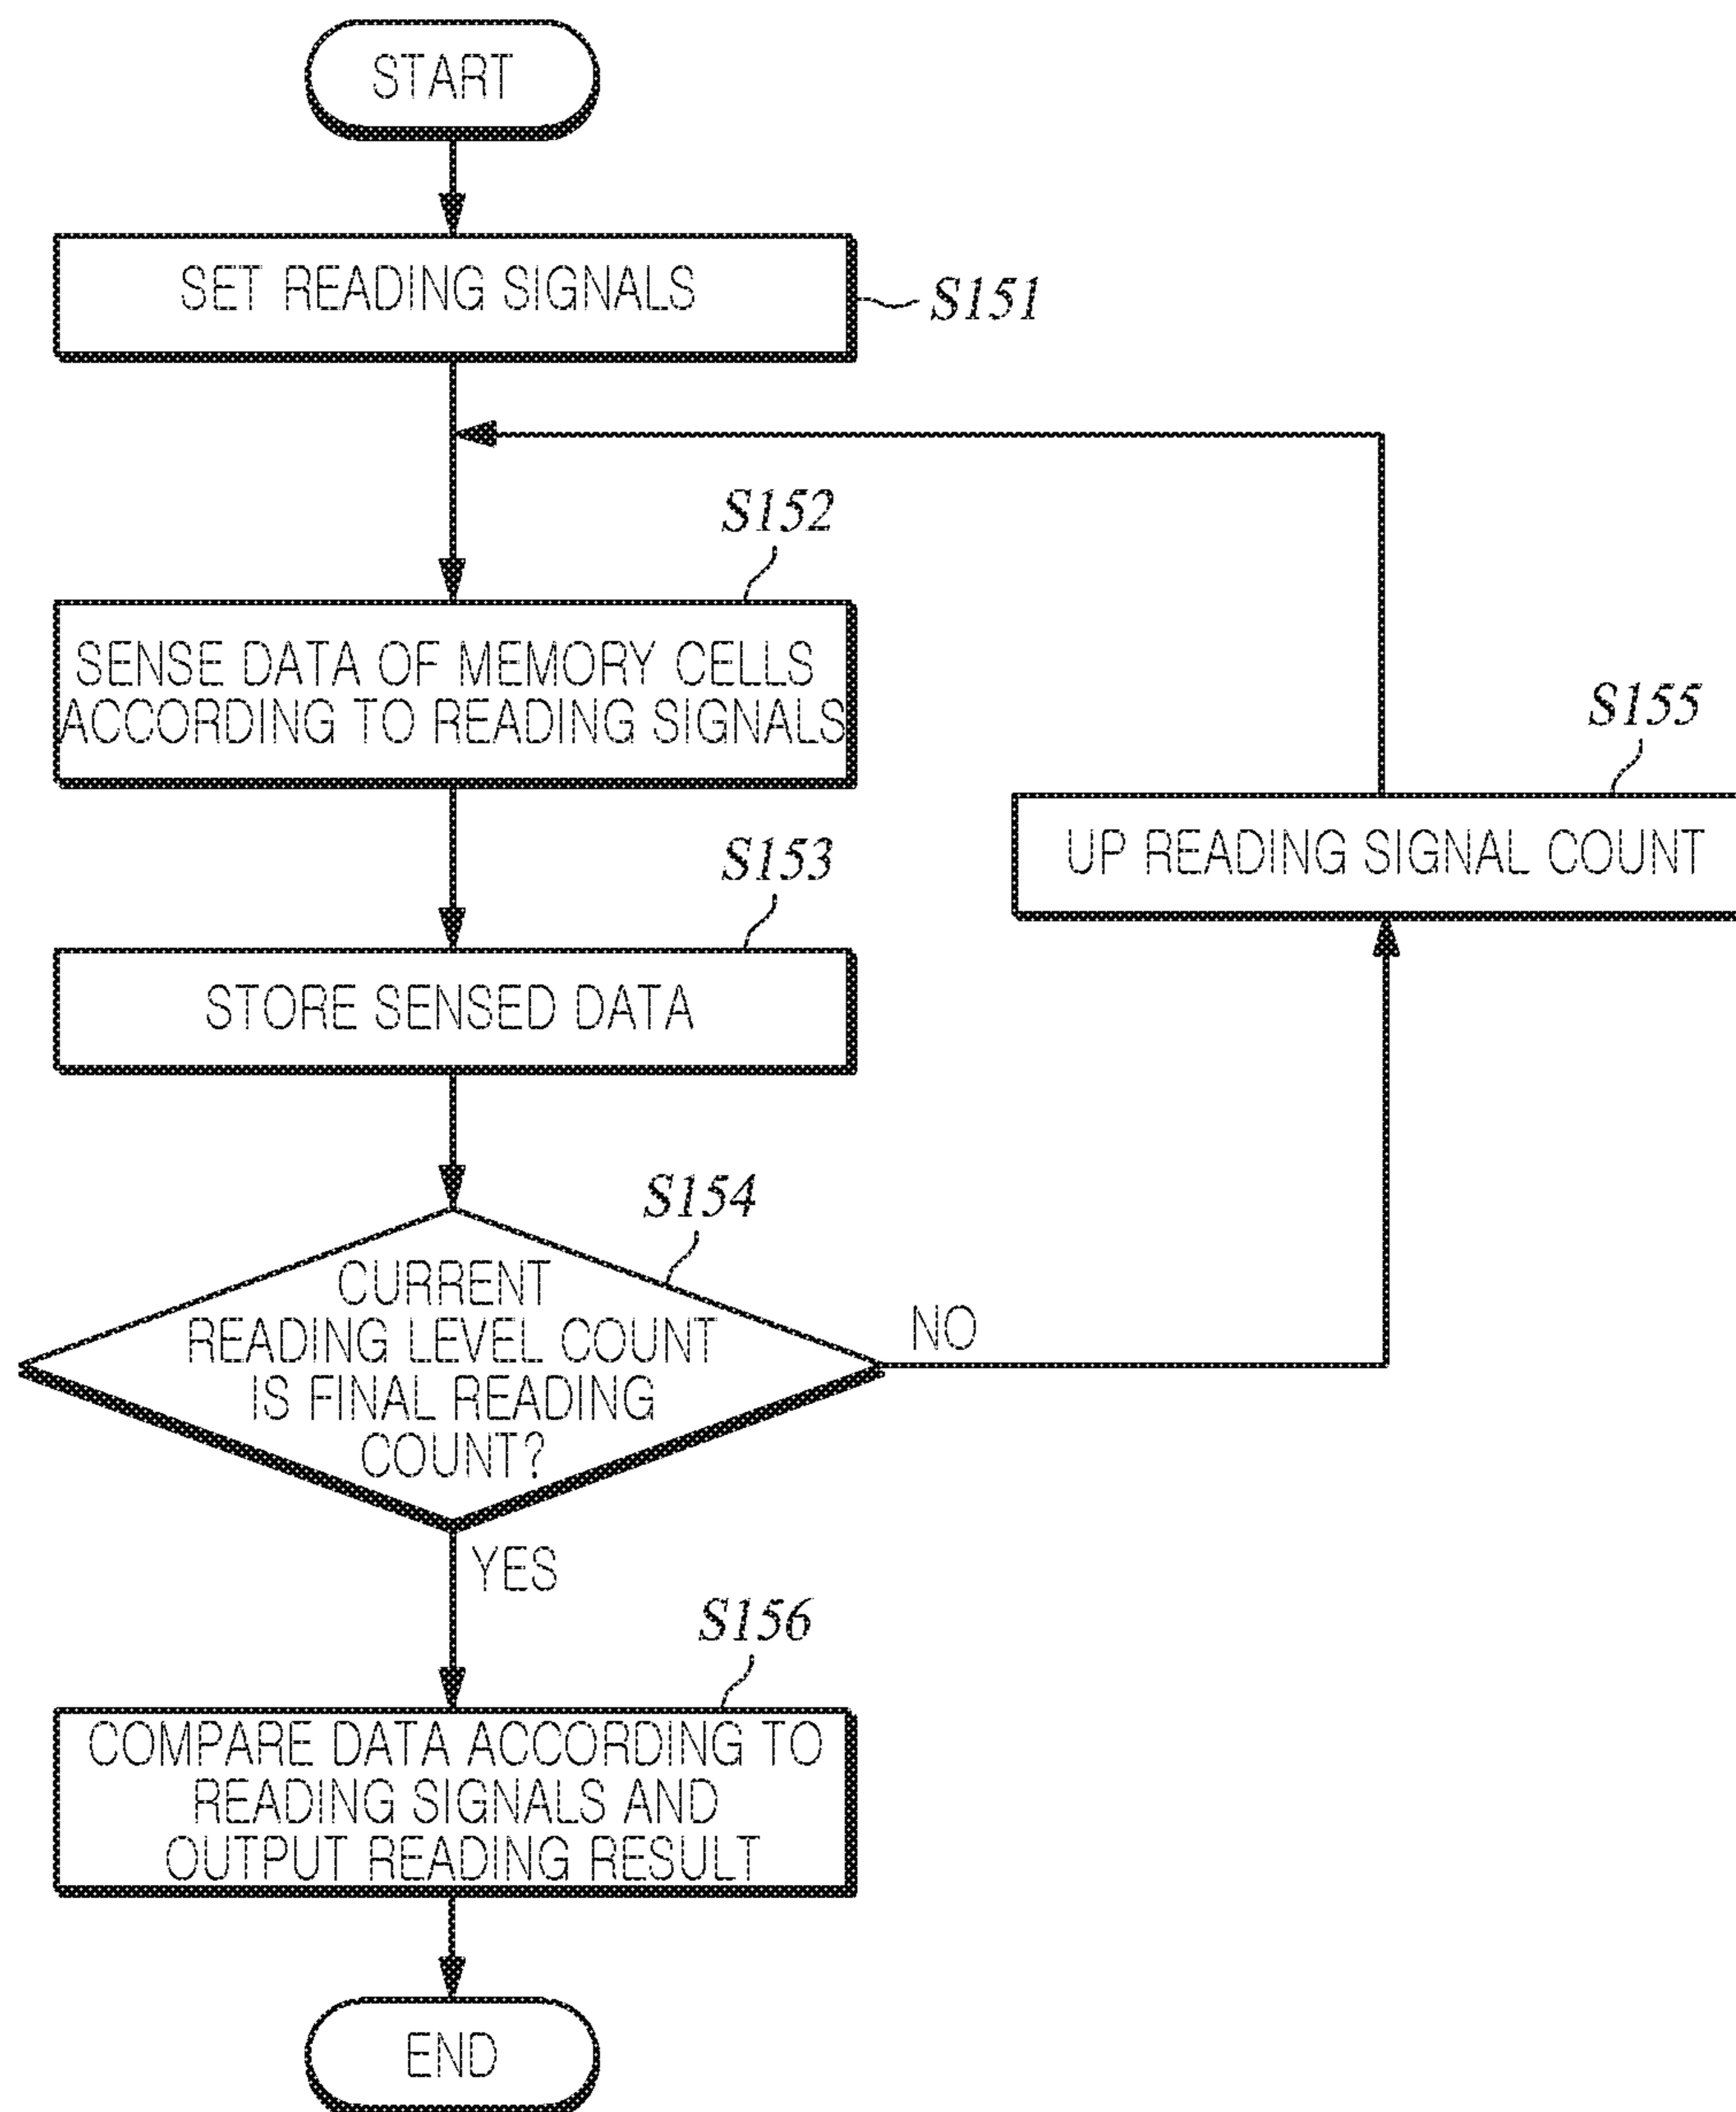 START
SET READING SIGNALS
S151
S152
SENSE DATA OF MEMORY CELLS
ACCORDING TO READING SIGNALS
S155
UP READING SIGNAL COUNT
S153
STORE SENSED DATA
S154
CURRENT
READING LEVEL COUNT
IS FINAL READING
COUNT?
NO
YES
S156
COMPARE DATA ACCORDING TO
READING SIGNALS AND
OUTPUT READING RESULT
END